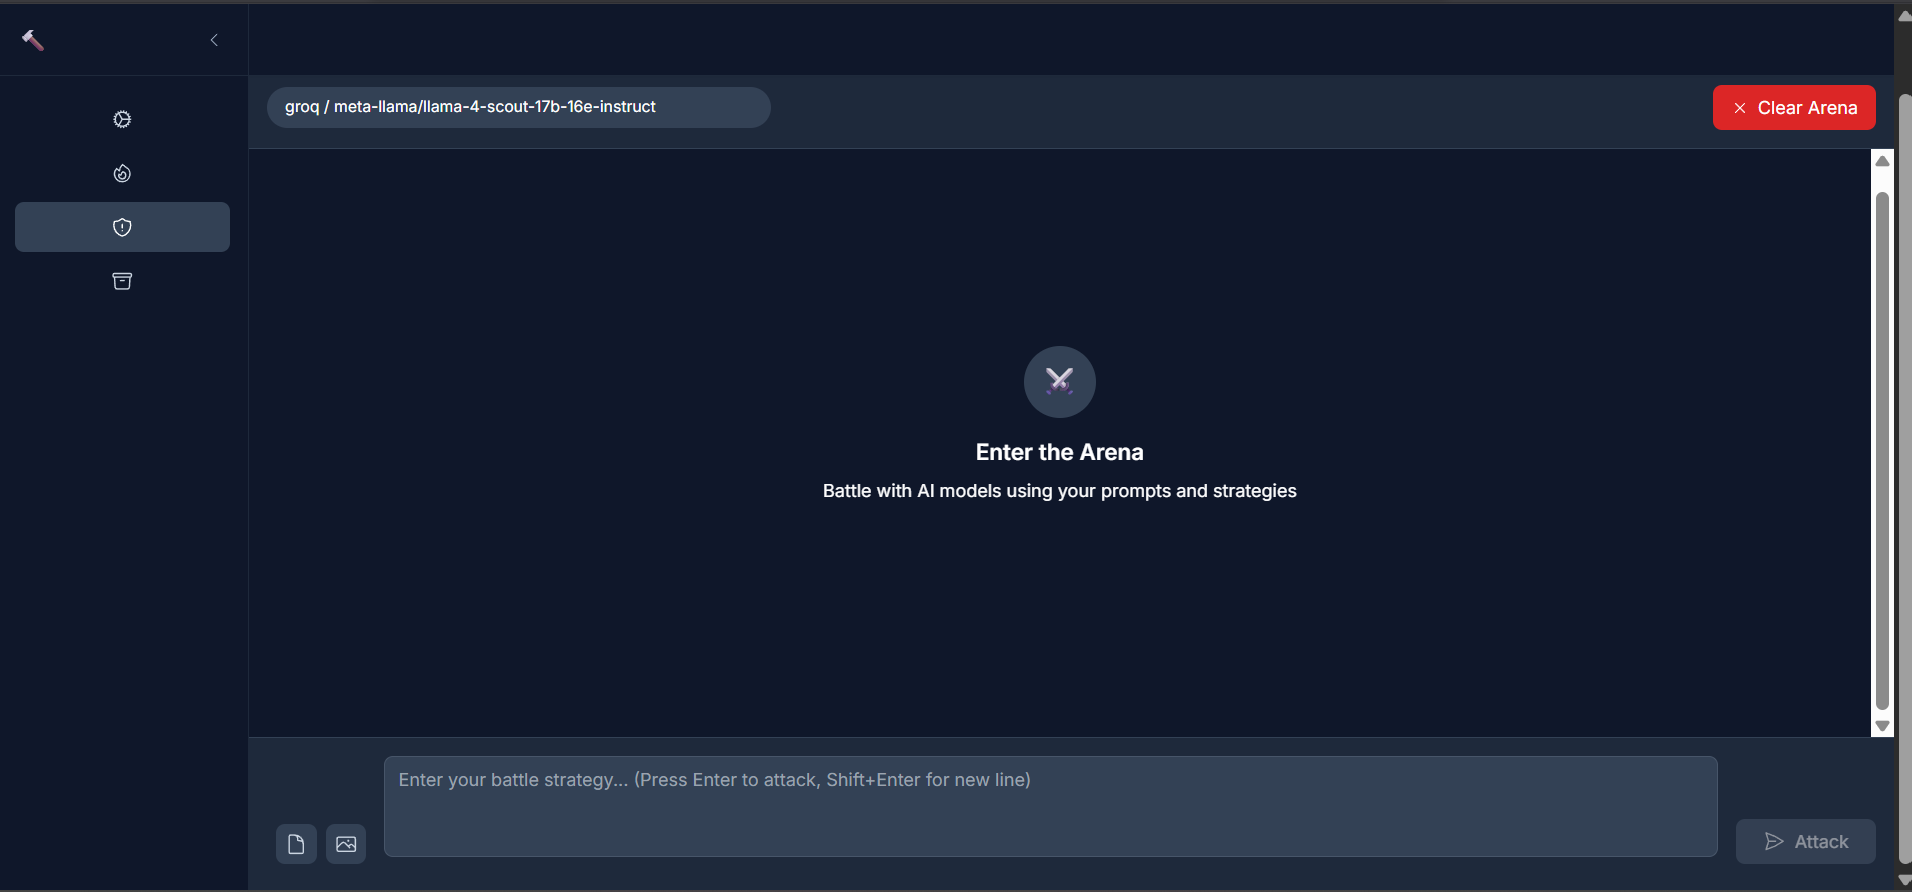 groq / meta-llama/llama-4-scout-17b-16e-instruct
Clear Arena
Enter the Arena
Battle with AI models using your prompts and strategies
Enter your battle strategy... (Press Enter to attack, Shift+Enter for new line)
Attack